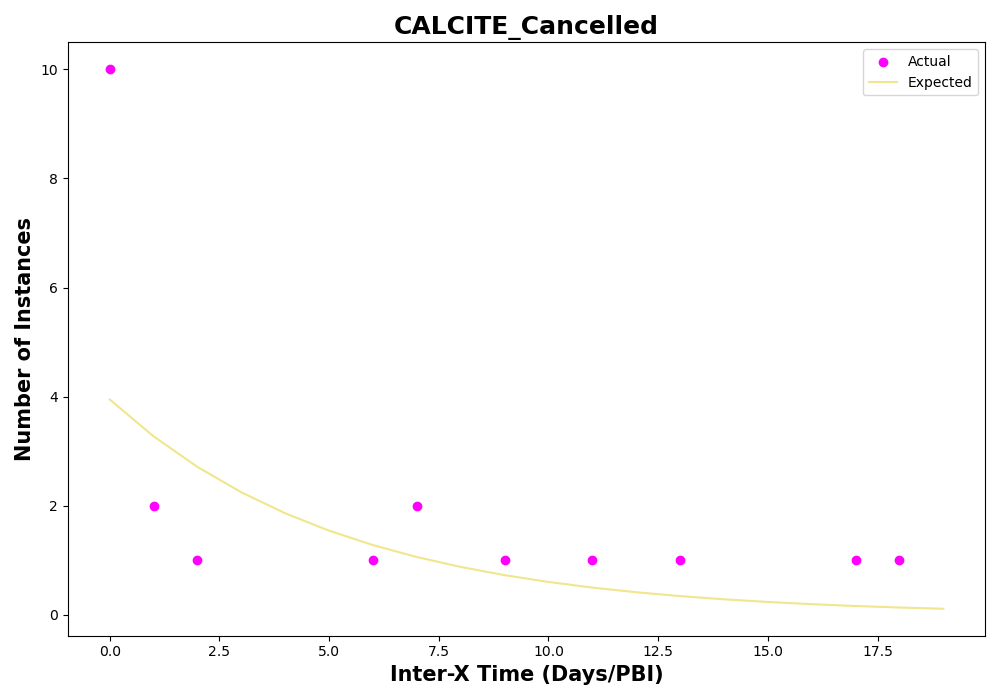 CALCITE_Cancelled
Actual
Expected
10
8
6
4
2
0
Number of Instances
0.0 2.5 5.0 7.5 10.0 12.5 15.0 17.5
Inter-X Time (Days/PBI)